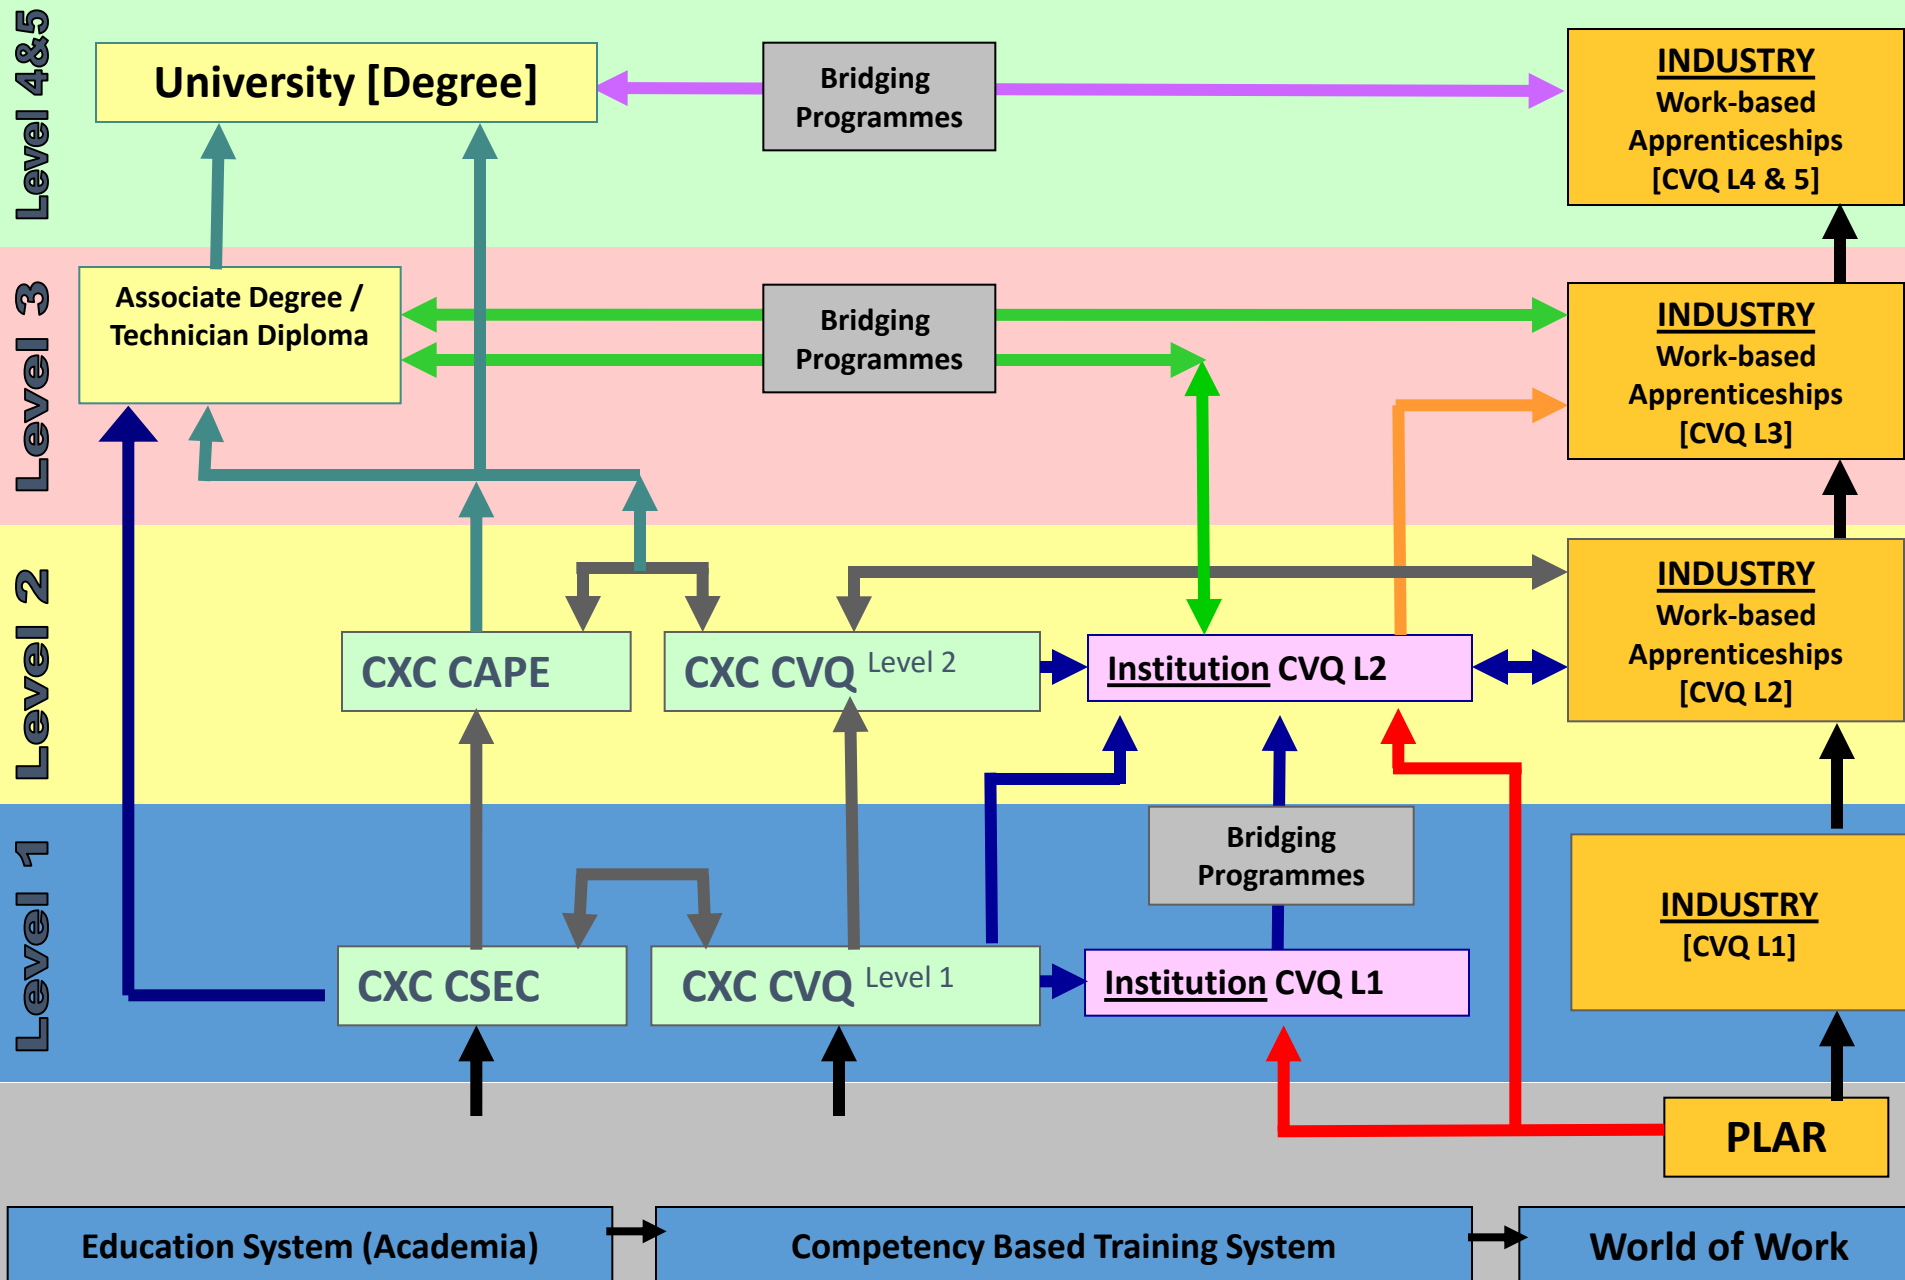 Level 4&5
University [Degree]
Bridging
Programmes
INDUSTRY
Work-based
Apprenticeships
[CVQ L4 & 5]
Level 3
Associate Degree /
Technician Diploma
Bridging
Programmes
INDUSTRY
Work-based
Apprenticeships
[CVQ L3]
Level 2
CXC CAPE
CXC CVQ Level 2
Institution CVQ L2
INDUSTRY
Work-based
Apprenticeships
[CVQ L2]
Level 1
Bridging
Programmes
CXC CSEC
CXC CVQ Level 1
Institution CVQ L1
INDUSTRY
[CVQ L1]
PLAR
Education System (Academia)
Competency Based Training System
World of Work